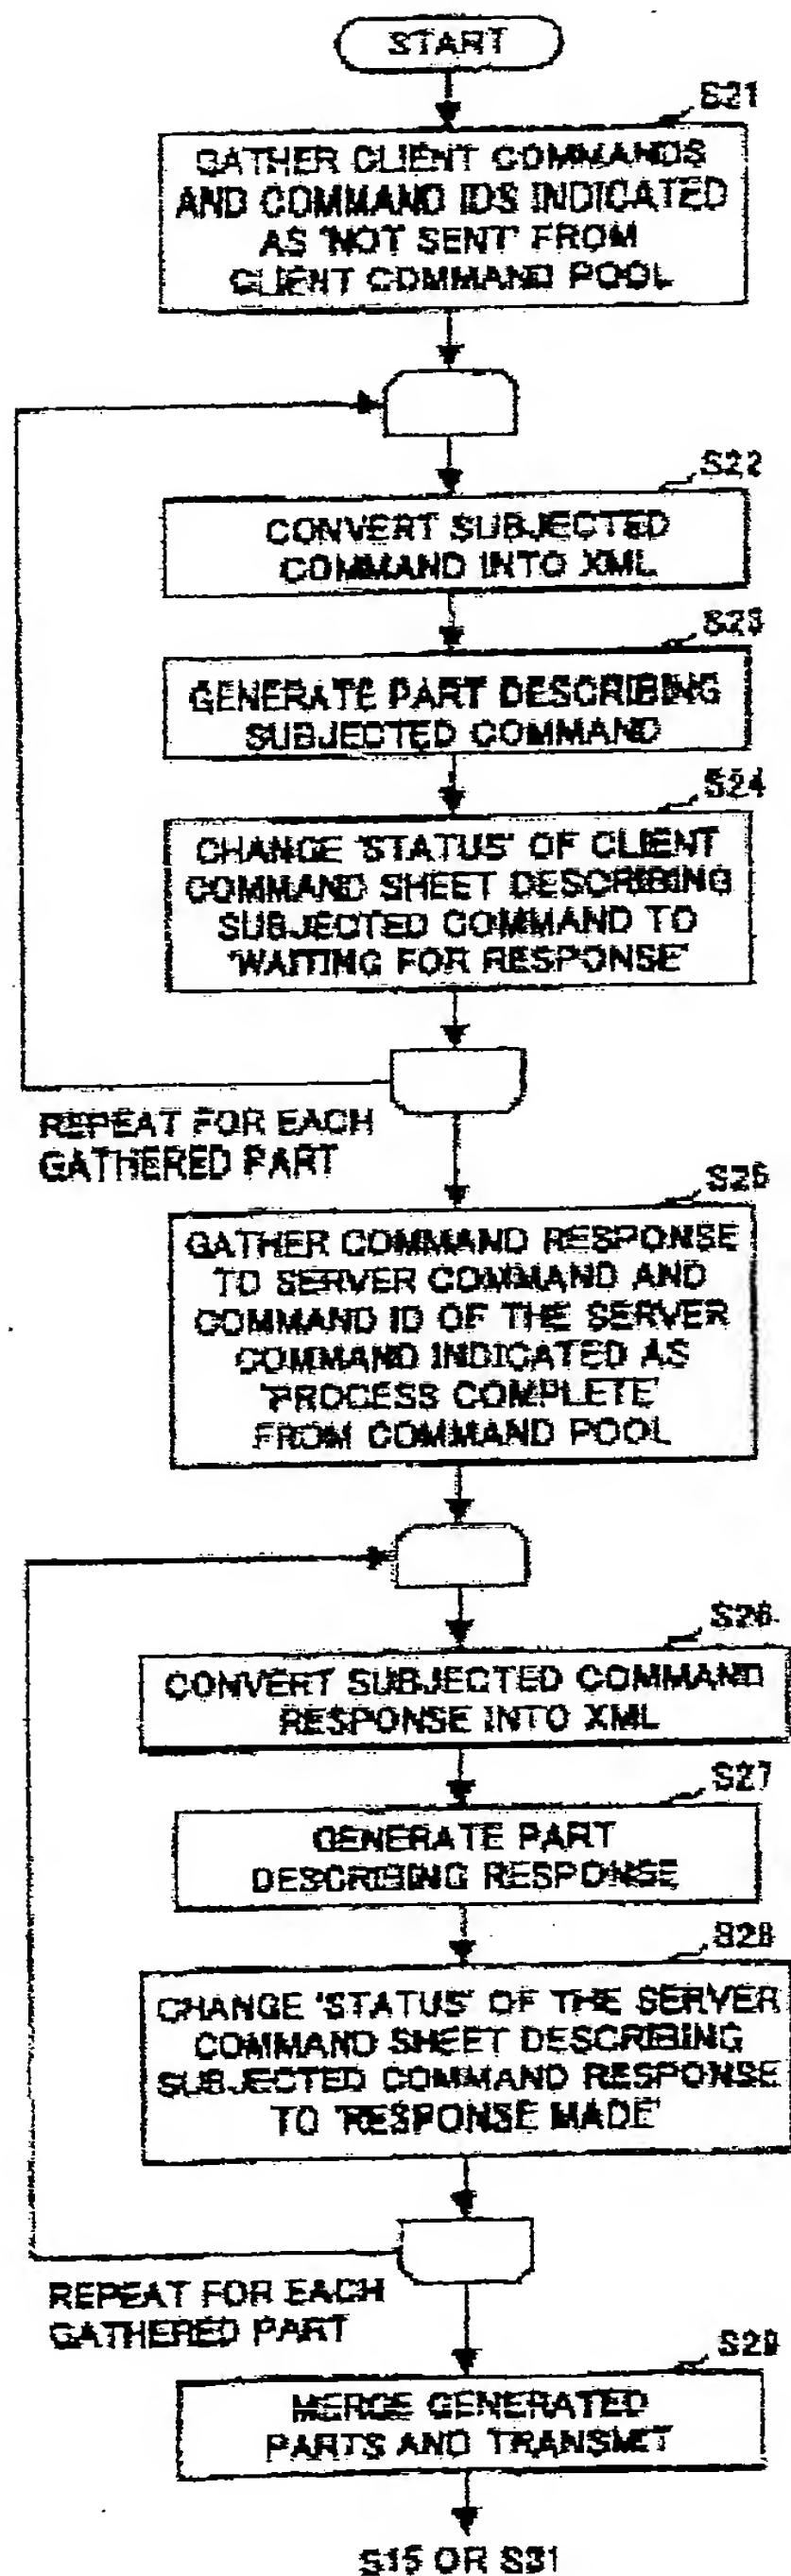 START
S21
GATHER CLIENT COMMANDS
AND COMMAND IDS INDICATED
AS 'NOT SENT' FROM
CLIENT COMMAND POOL
S22
CONVERT SUBJECTED
COMMAND INTO XML
S23
GENERATE PART DESCRIBING
SUBJECTED COMMAND
S24
CHANGE 'STATUS' OF CLIENT
COMMAND SHEET DESCRIBING
SUBJECTED COMMAND TO
'WAITING FOR RESPONSE'
REPEAT FOR EACH
GATHERED PART
S25
GATHER COMMAND RESPONSE
TO SERVER COMMAND AND
COMMAND ID OF THE SERVER
COMMAND INDICATED AS
'PROCESS COMPLETE'
FROM COMMAND POOL
S26
CONVERT SUBJECTED COMMAND
RESPONSE INTO XML
S27
GENERATE PART
DESCRIBING RESPONSE
S28
CHANGE 'STATUS' OF THE SERVER
COMMAND SHEET DESCRIBING
SUBJECTED COMMAND RESPONSE
TO 'RESPONSE MADE'
REPEAT FOR EACH
GATHERED PART
S29
MERGE GENERATED
PARTS AND TRANSMIT
S15 OR S31